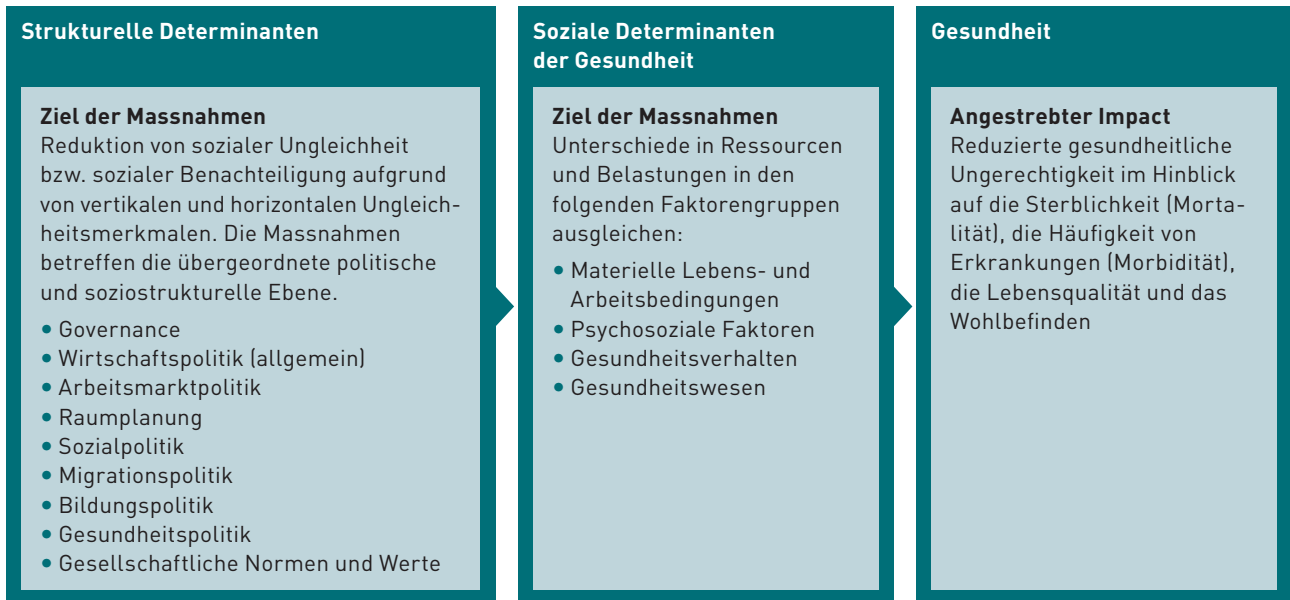 Strukturelle Determinanten
Ziel der Massnahmen
Reduktion von sozialer Ungleichheit
bzw. sozialer Benachteiligung aufgrund
von vertikalen und horizontalen Ungleich-
heitsmerkmalen. Die Massnahmen
betreffen die übergeordnete politische
und soziostrukturelle Ebene.
• Governance
• Wirtschaftspolitik (allgemein)
• Arbeitsmarktpolitik
• Raumplanung
• Sozialpolitik
• Migrationspolitik
• Bildungspolitik
• Gesundheitspolitik
• Gesellschaftliche Normen und Werte
Soziale Determinanten
der Gesundheit
Ziel der Massnahmen
Unterschiede in Ressourcen
und Belastungen in den
folgenden Faktorengruppen
ausgleichen:
• Materielle Lebens- und
Arbeitsbedingungen
• Psychosoziale Faktoren
• Gesundheitsverhalten
• Gesundheitswesen
Gesundheit
Angestrebter Impact
Reduzierte gesundheitliche
Ungerechtigkeit im Hinblick
auf die Sterblichkeit (Morta-
lität), die Häufigkeit von
Erkrankungen (Morbidität),
die Lebensqualität und das
Wohlbefinden